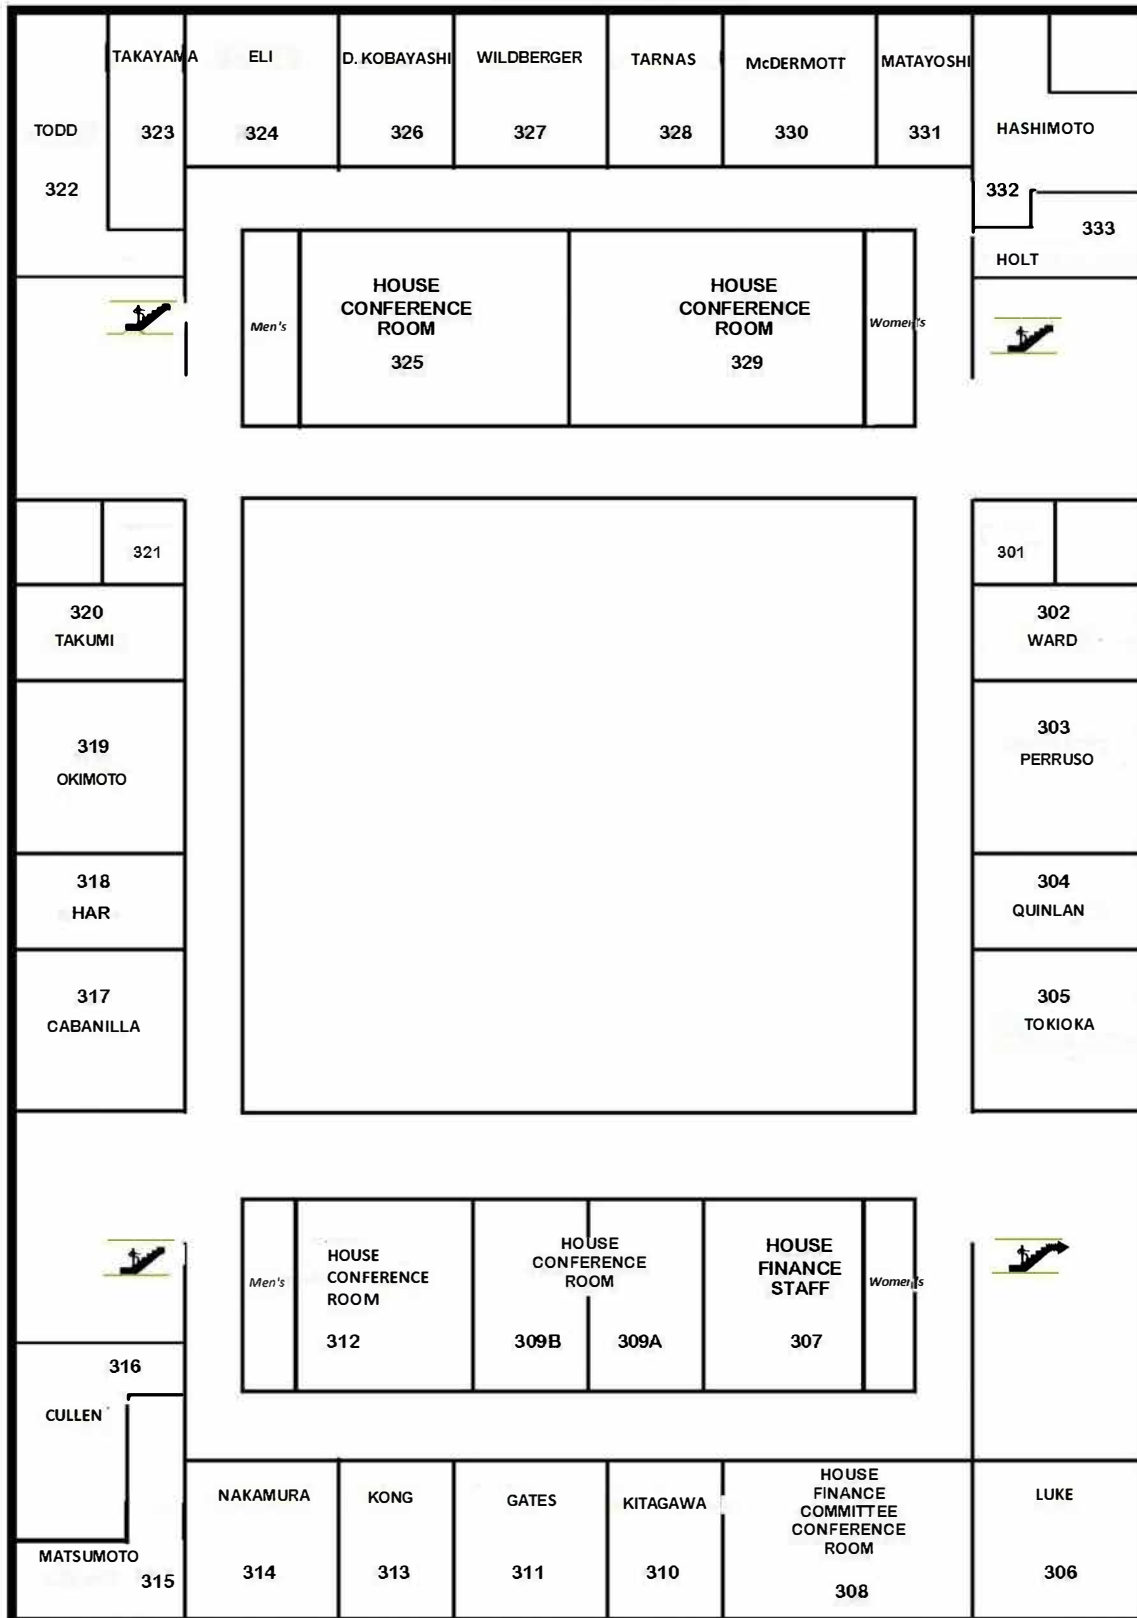 TAKAYAMA
ELI
D. KOBAYASHI
WILDBERGER
TARNAS
McDERMOTT
MATAYOSHI
TODD
323
324
326
327
328
330
331
HASHIMOTO
322
332
333
HOLT
Men's
HOUSE
CONFERENCE
ROOM
325
HOUSE
CONFERENCE
ROOM
329
Women's
321
301
320
TAKUMI
302
WARD
319
OKIMOTO
303
PERRUSO
318
HAR
304
QUINLAN
317
CABANILLA
305
TOKIOKA
Men's
HOUSE
CONFERENCE
ROOM
312
HOUSE
CONFERENCE
ROOM
309B
309A
HOUSE
FINANCE
STAFF
307
Women's
316
CULLEN
MATSUMOTO
315
NAKAMURA
314
KONG
313
GATES
311
KITAGAWA
310
HOUSE
FINANCE
COMMITTEE
CONFERENCE
ROOM
308
LUKE
306